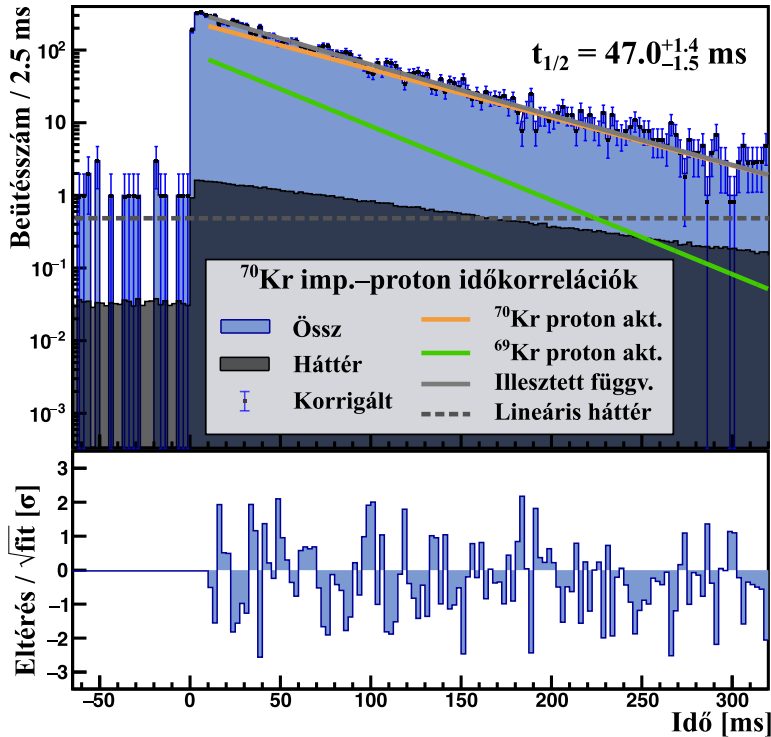 Beütésszám / 2.5 ms
10²
10
1
10⁻¹
10⁻²
10⁻³
t₁/₂ = 47.0 +1.4 −1.5 ms
⁷⁰Kr imp.–proton időkorrelációk
Össz
Háttér
Korrigált
⁷⁰Kr proton akt.
⁶⁹Kr proton akt.
Illesztett függv.
Lineáris háttér
Eltérés / √fit [σ]
3
2
1
0
−1
−2
−3
−50 0 50 100 150 200 250 300
Idő [ms]